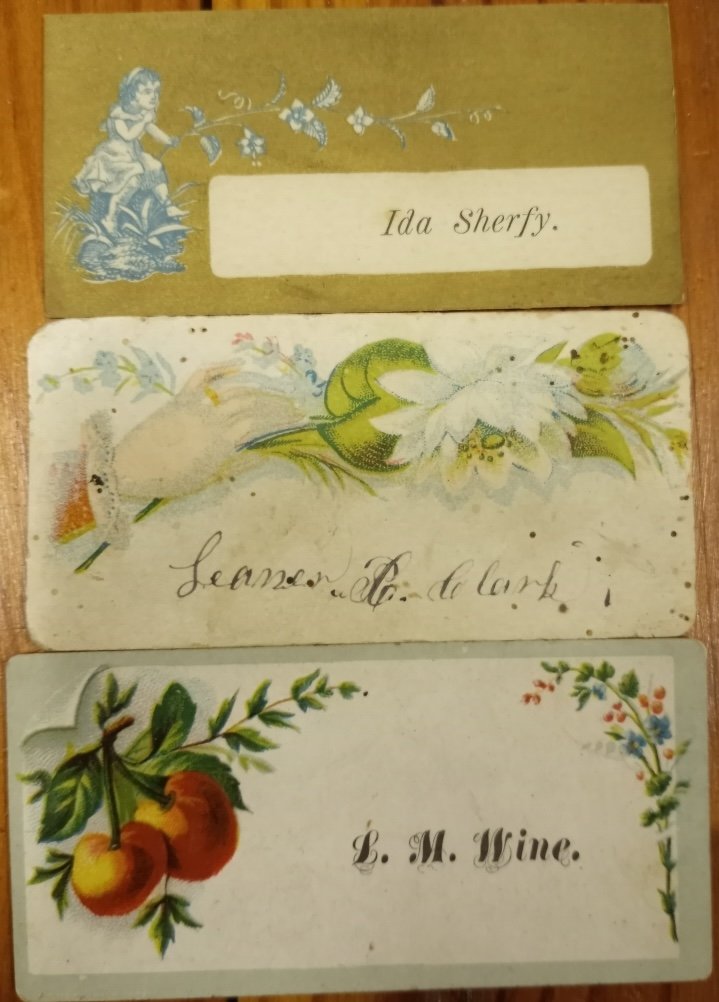 Ida Sherfy.
Clark
L. M. Wine.